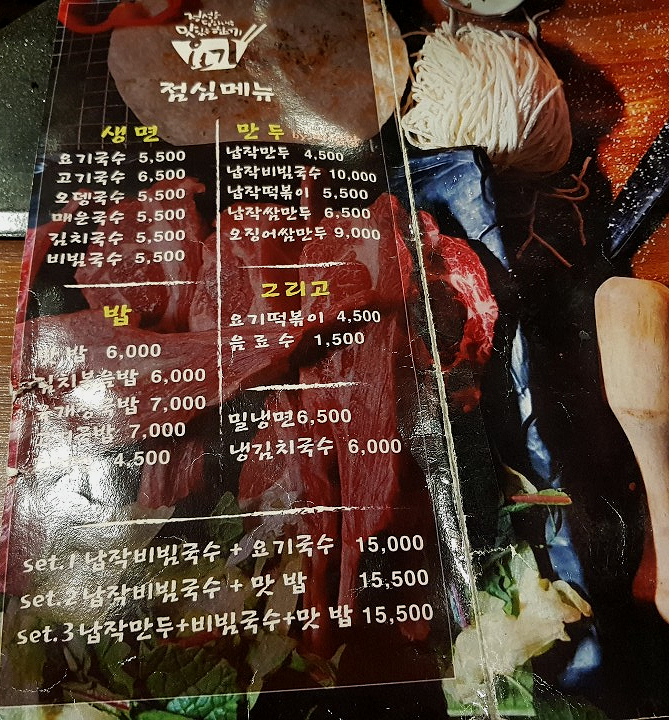 점심메뉴
생면
요기국수 5,500
고기국수 6,500
오뎅국수 5,500
매운국수 5,500
김치국수 5,500
비빔국수 5,500
만두
납작만두 4,500
납작비빔국수 10,000
납작떡볶이 5,500
납작쌈만두 6,500
오징어쌈만두 9,000
밥
밥 6,000
김치볶음밥 6,000
7,000
7,000
4,500
그리고
요기떡볶이 4,500
음료수 1,500
밀냉면 6,500
냉김치국수 6,000
set.1 납작비빔국수 + 요기국수 15,000
set.2 납작비빔국수 + 맛 밥 15,500
set.3 납작만두+비빔국수+맛 밥 15,500